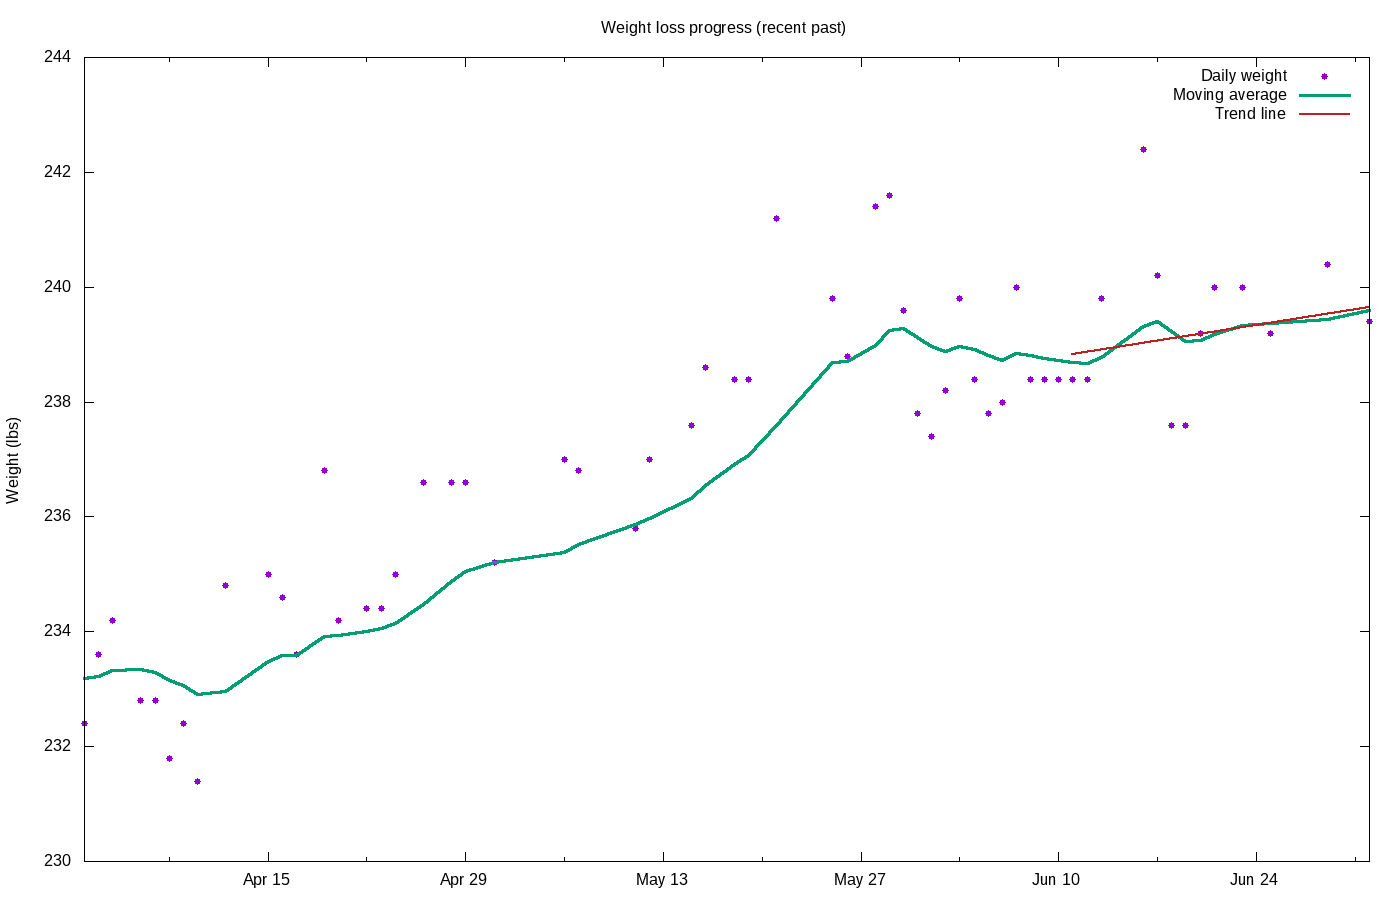 Weight loss progress (recent past)
Daily weight
Moving average
Trend line
244
242
240
238
236
234
232
230
Weight (lbs)
Apr 15
Apr 29
May 13
May 27
Jun 10
Jun 24